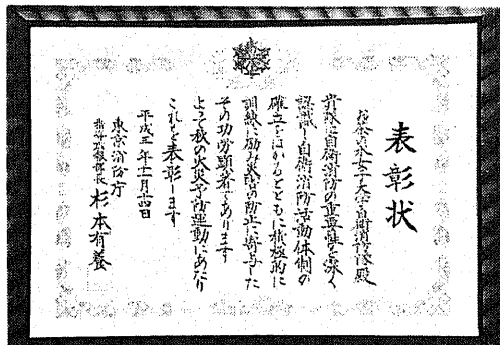 表彰状
お茶の水女子大学自衛消防隊殿
貴隊は自衛消防の重要性を深く
認識し自衛消防活動体制の
確立をはかるとともに積極的に
訓練に励み災害の防止に寄与した
その功労顕著でありますので
よって秋の火災予防運動にあたり
これを表彰します
平成三年十一月十四日
東京消防庁
杉本有養